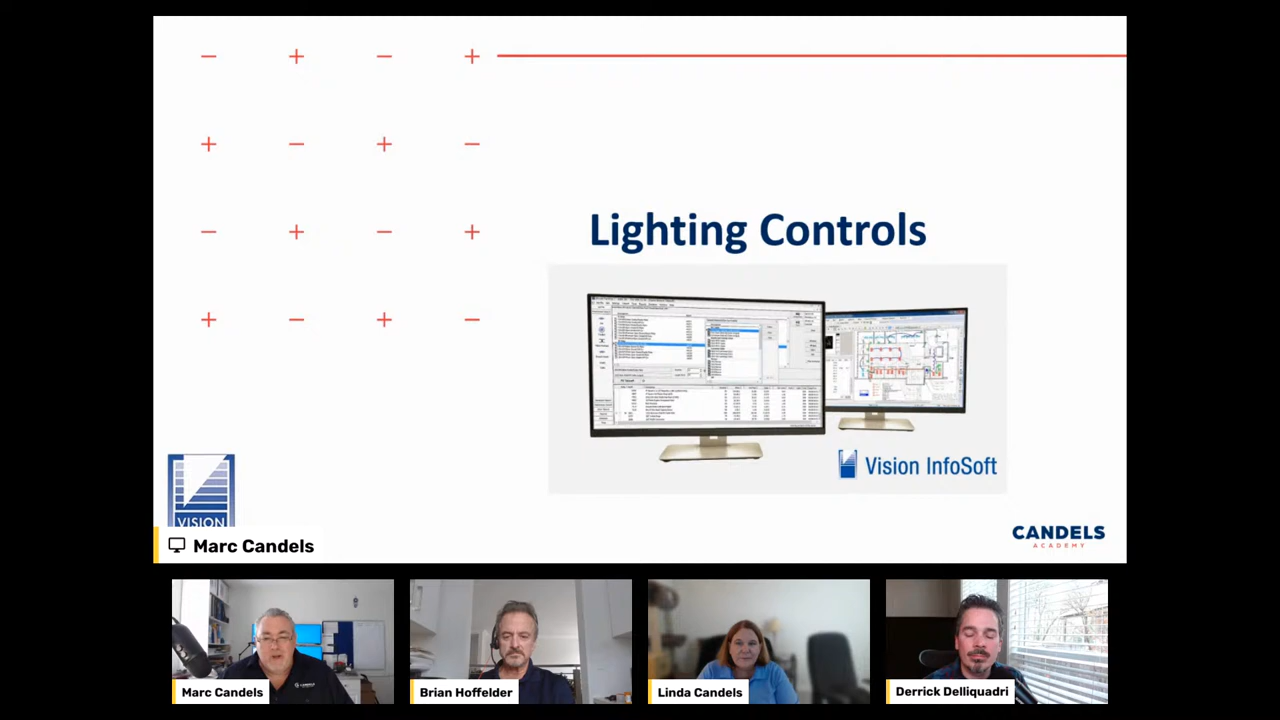 Lighting Controls
Vision InfoSoft
VISION
CANDELS
ACADEMY
Marc Candels
Marc Candels
Brian Hoffelder
Linda Candels
Derrick Delliquadri